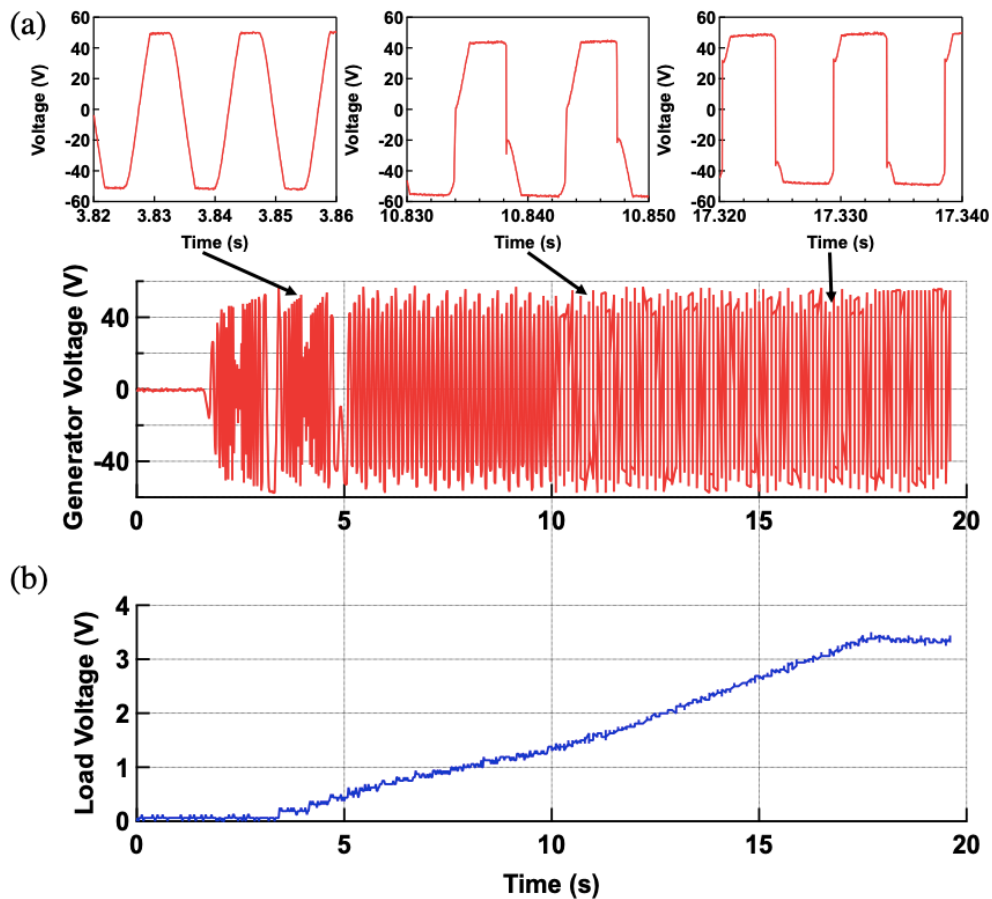 (a)
60
40
20
0
-20
-40
-60
Voltage (V)
3.82 3.83 3.84 3.85 3.86
Time (s)
60
40
20
0
-20
-40
-60
Voltage (V)
10.830 10.840 10.850
Time (s)
60
40
20
0
-20
-40
-60
Voltage (V)
17.320 17.330 17.340
Time (s)
Generator Voltage (V)
40
0
-40
0 5 10 15 20
(b)
Load Voltage (V)
4
3
2
1
0
0 5 10 15 20
Time (s)